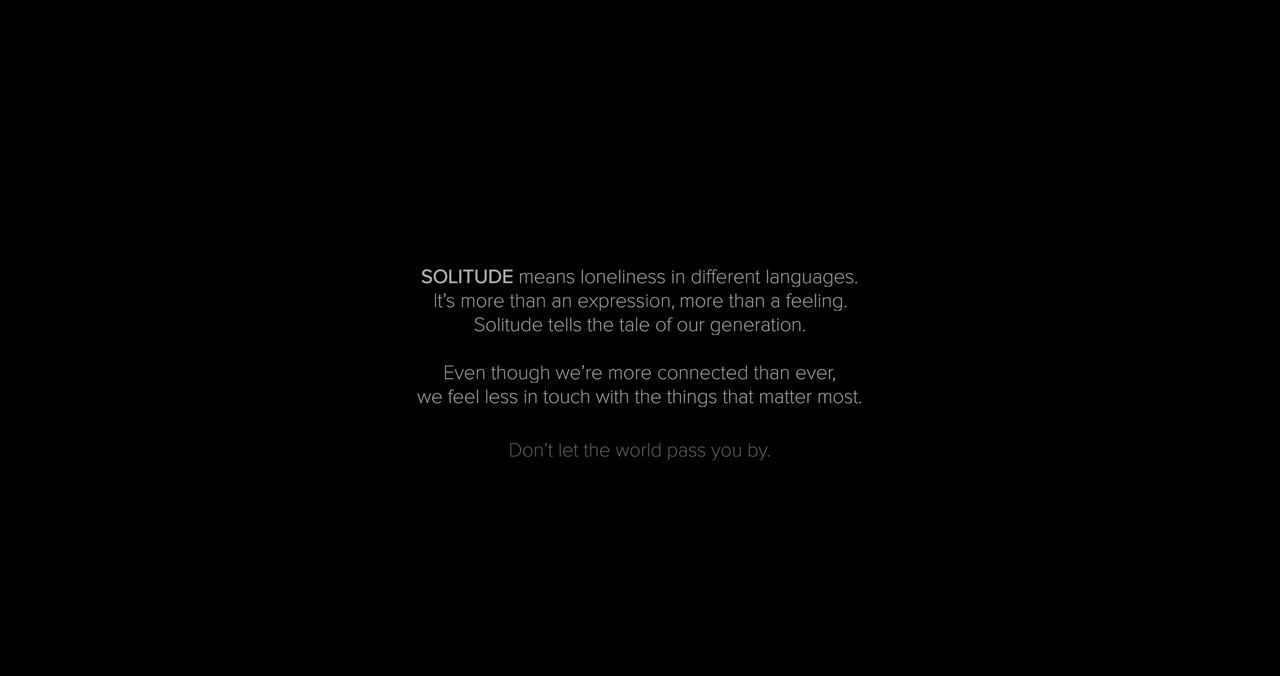 SOLITUDE means loneliness in different languages.
It's more than an expression, more than a feeling.
Solitude tells the tale of our generation.
Even though we're more connected than ever,
we feel less in touch with the things that matter most.
Don't let the world pass you by.